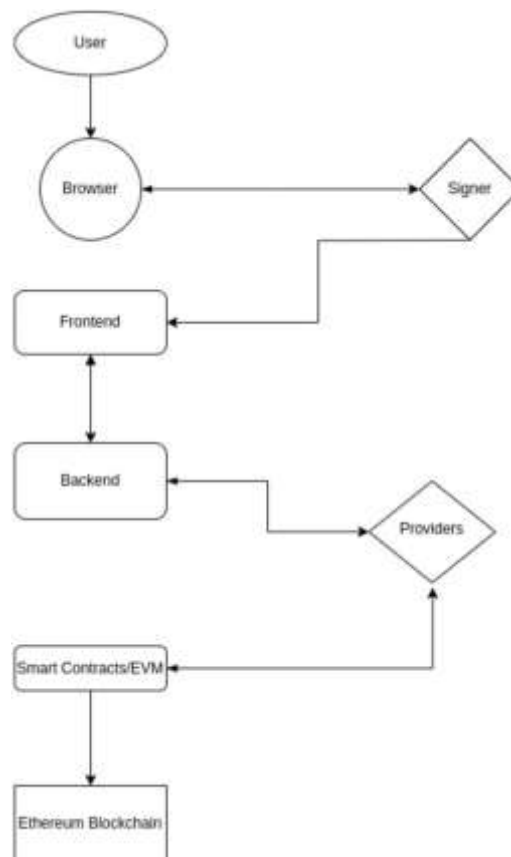 User
Browser
Signer
Frontend
Backend
Providers
Smart Contracts/EVM
Ethereum Blockchain